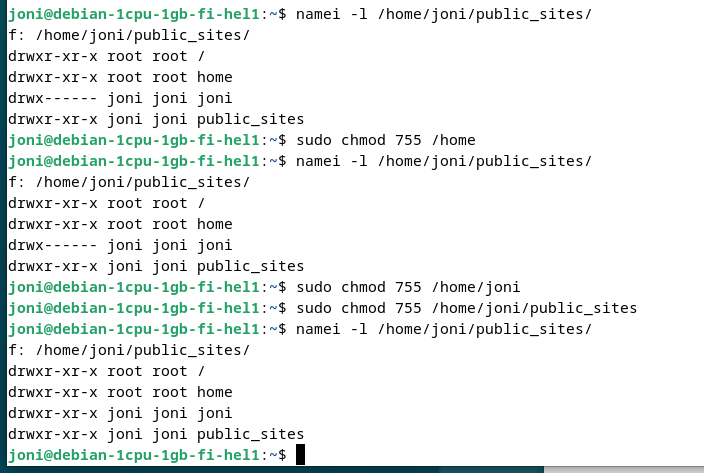 joni@debian-1cpu-1gb-fi-hel1:~$ namei -l /home/joni/public_sites/
f: /home/joni/public_sites/
drwxr-xr-x root root /
drwxr-xr-x root root home
drwx------ joni joni joni
drwxr-xr-x joni joni public_sites
joni@debian-1cpu-1gb-fi-hel1:~$ sudo chmod 755 /home
joni@debian-1cpu-1gb-fi-hel1:~$ namei -l /home/joni/public_sites/
f: /home/joni/public_sites/
drwxr-xr-x root root /
drwxr-xr-x root root home
drwx------ joni joni joni
drwxr-xr-x joni joni public_sites
joni@debian-1cpu-1gb-fi-hel1:~$ sudo chmod 755 /home/joni
joni@debian-1cpu-1gb-fi-hel1:~$ sudo chmod 755 /home/joni/public_sites
joni@debian-1cpu-1gb-fi-hel1:~$ namei -l /home/joni/public_sites/
f: /home/joni/public_sites/
drwxr-xr-x root root /
drwxr-xr-x root root home
drwxr-xr-x joni joni joni
drwxr-xr-x joni joni public_sites
joni@debian-1cpu-1gb-fi-hel1:~$